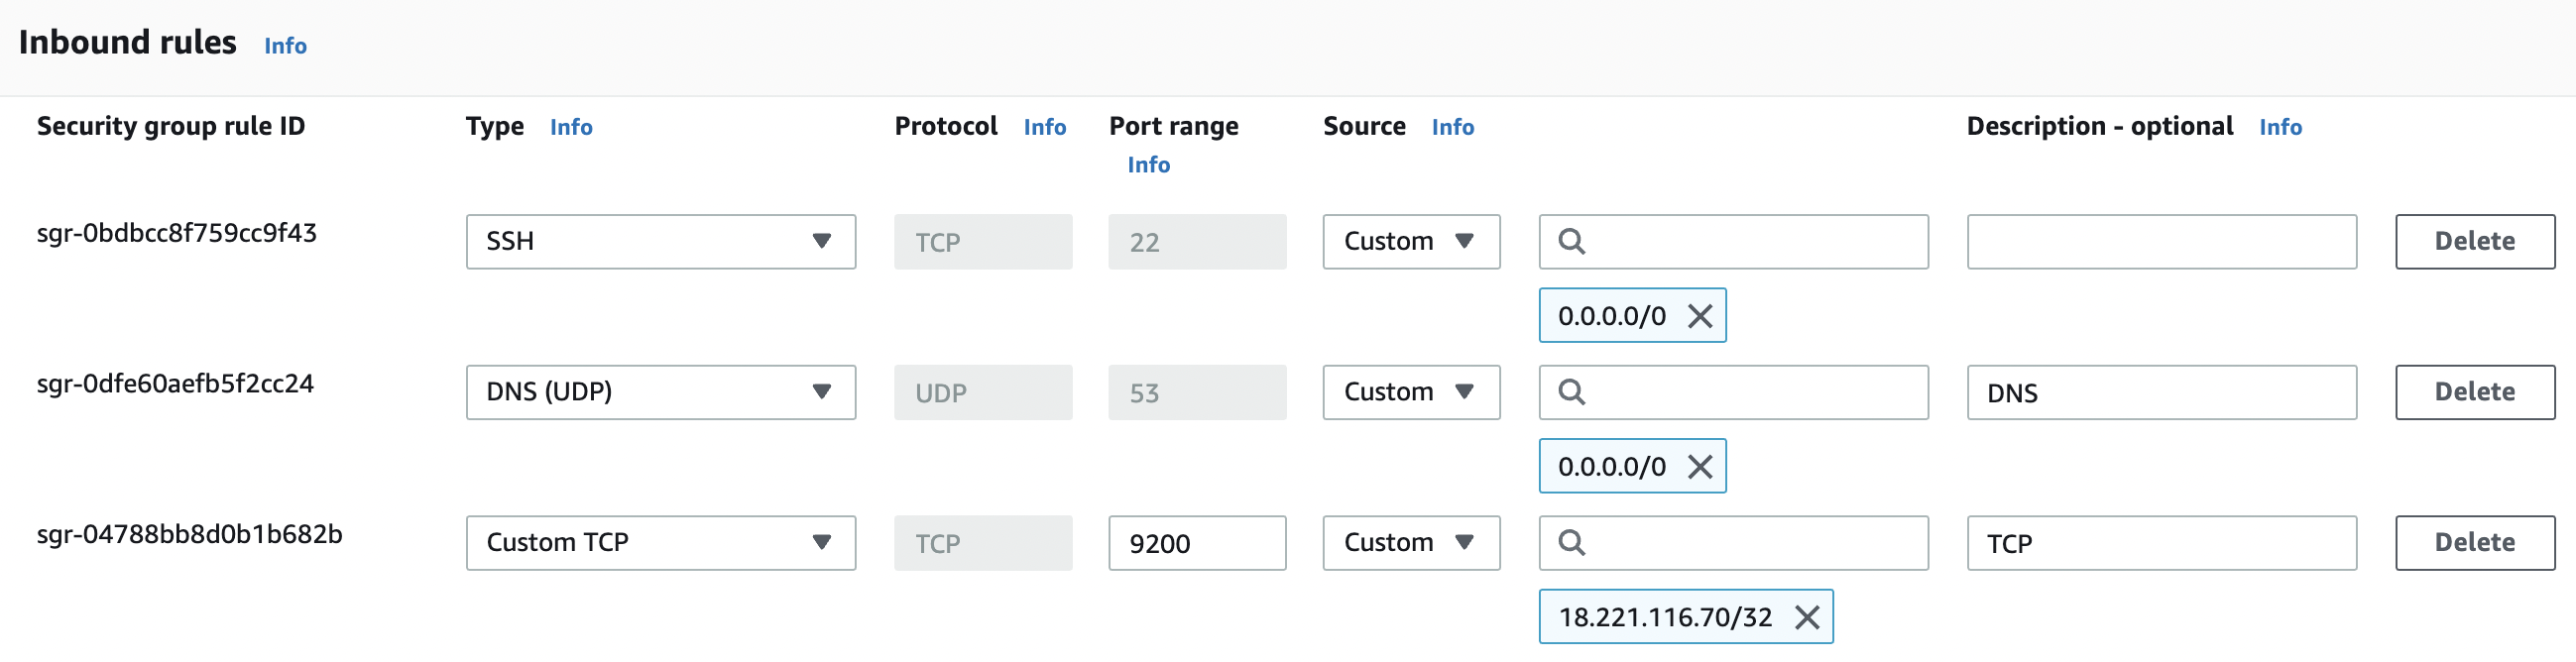 Inbound rules Info
Security group rule ID Type Info Protocol Info Port range Info Source Info Description - optional Info
sgr-0bdbcc8f759cc9f43 SSH TCP 22 Custom Delete
0.0.0.0/0
sgr-0dfe60aefb5f2cc24 DNS (UDP) UDP 53 Custom DNS Delete
0.0.0.0/0
sgr-04788bb8d0b1b682b Custom TCP TCP 9200 Custom TCP Delete
18.221.116.70/32